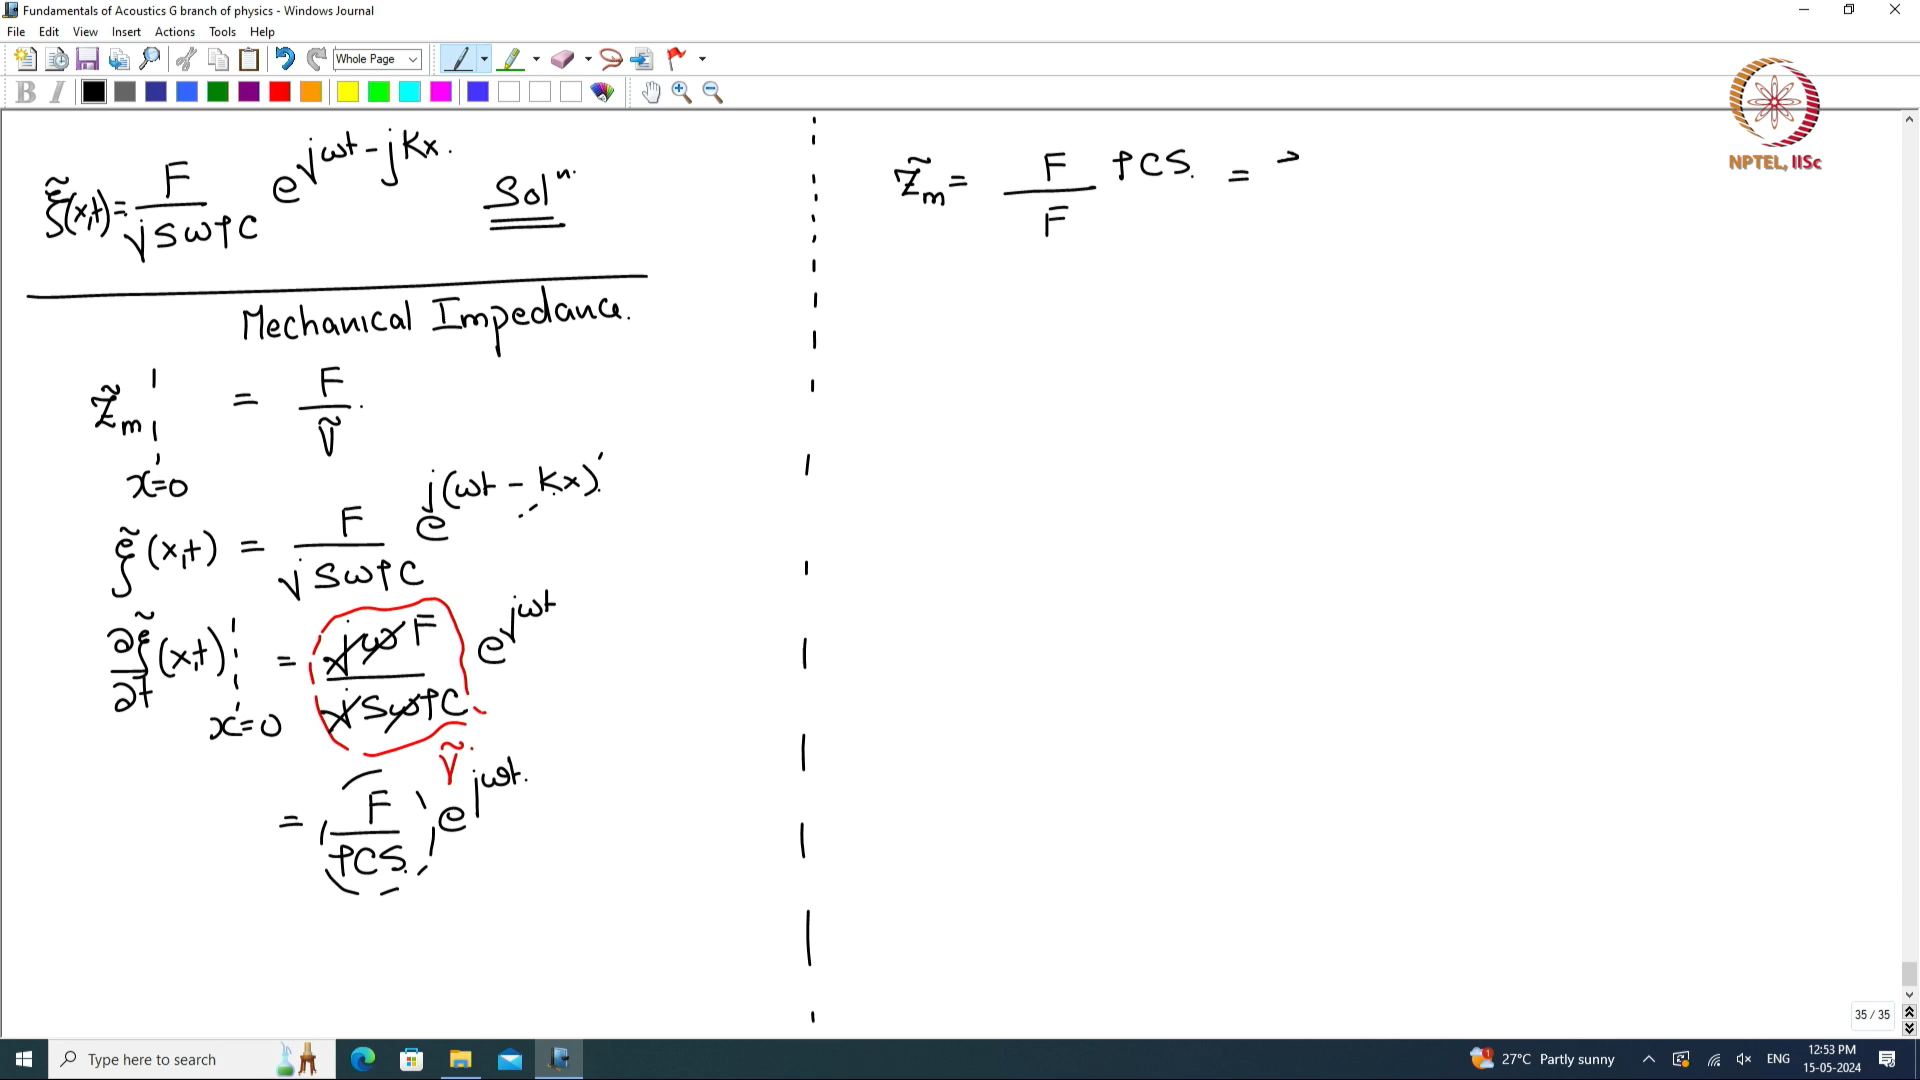 Fundamentals of Acoustics G branch of physics - Windows Journal
File Edit View Insert Actions Tools Help
Whole Page
B I
NPTEL, IISc
ξ̃(x,t) = F / jSωρC e^(jωt - jKx). Solⁿ.
Mechanical Impedance.
Z̃m | x=0 = F / Ṽ.
ξ̃(x,t) = F / jSωρC e^(j(ωt - Kx))
∂ξ̃/∂t (x,t) | x=0 = jωF / jSωρC e^(jωt)
Ṽ
= F / ρCS. e^(jωt).
Z̃m = F / F ρCS. =
35 / 35
Type here to search
27°C Partly sunny
ENG
12:53 PM
15-05-2024